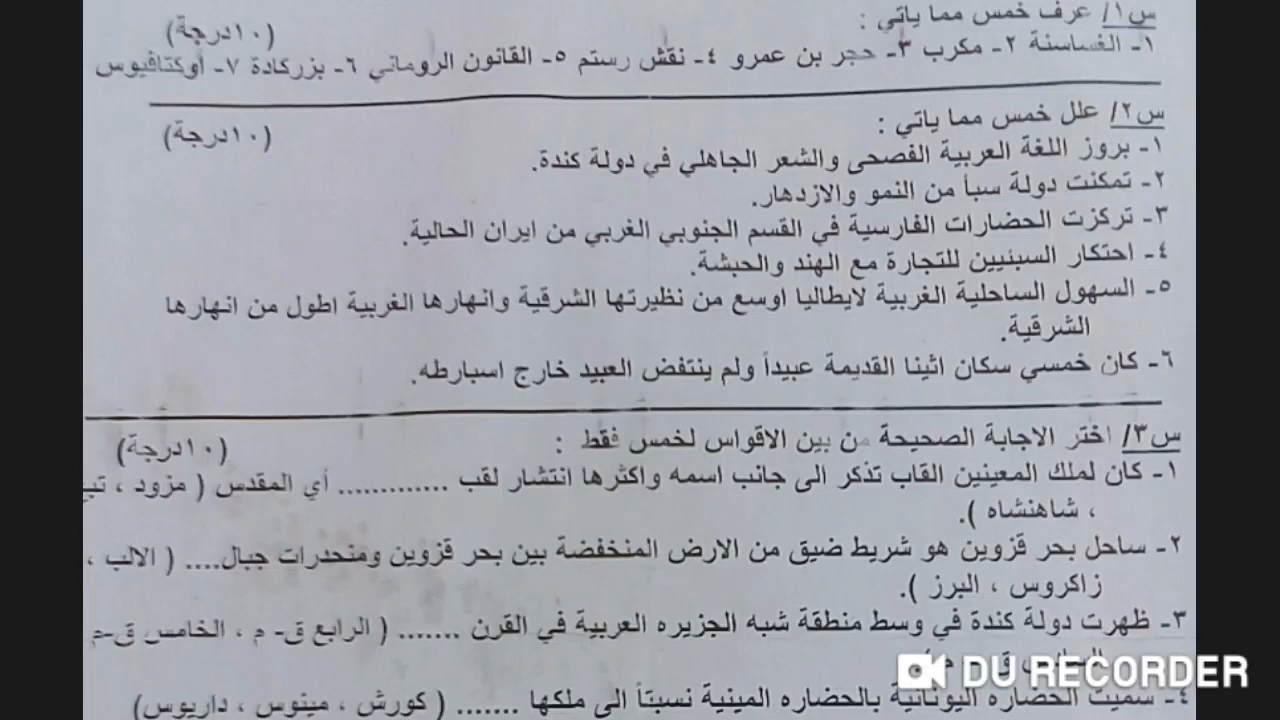 س١/ عرف خمس مما يأتي : (١٠درجة)
١- الغساسنة ٢- مكرب ٣- حجر بن عمرو ٤- نقش رستم ٥- القانون الروماني ٦- بزركادة ٧- اوكتافيوس
س٢/ علل خمس مما يأتي : (١٠درجة)
١- بروز اللغة العربية الفصحى والشعر الجاهلي في دولة كندة.
٢- تمكنت دولة سبأ من النمو والازدهار.
٣- تركزت الحضارات الفارسية في القسم الجنوبي الغربي من ايران الحالية.
٤- احتكار السبئيين للتجارة مع الهند والحبشة.
٥- السهول الساحلية الغربية لايطاليا اوسع من نظيرتها الشرقية وانهارها الغربية اطول من انهارها
الشرقية.
٦- كان خمسي سكان اثينا القديمة عبيداً ولم ينتفض العبيد خارج اسبارطه.
س٣/ اختر الاجابة الصحيحة من بين الاقواس لخمس فقط : (١٠درجة)
١- كان لملك المعينين القاب تذكر الى جانب اسمه واكثرها انتشار لقب ............. أي المقدس ( مزود ،
، شاهنشاه ).
٢- ساحل بحر قزوين هو شريط ضيق من الارض المنخفضة بين بحر قزوين ومنحدرات جبال.... ( الالب ،
زاكروس ، البرز ).
٣- ظهرت دولة كندة في وسط منطقة شبه الجزيره العربية في القرن ....... ( الرابع ق- م ، الخامس ق-م
DU RECORDER
٤- سميت الحضاره اليونانية بالحضاره المينية نسبتاً الى ملكها ....... ( كورش ، مينوس ، داريوس)